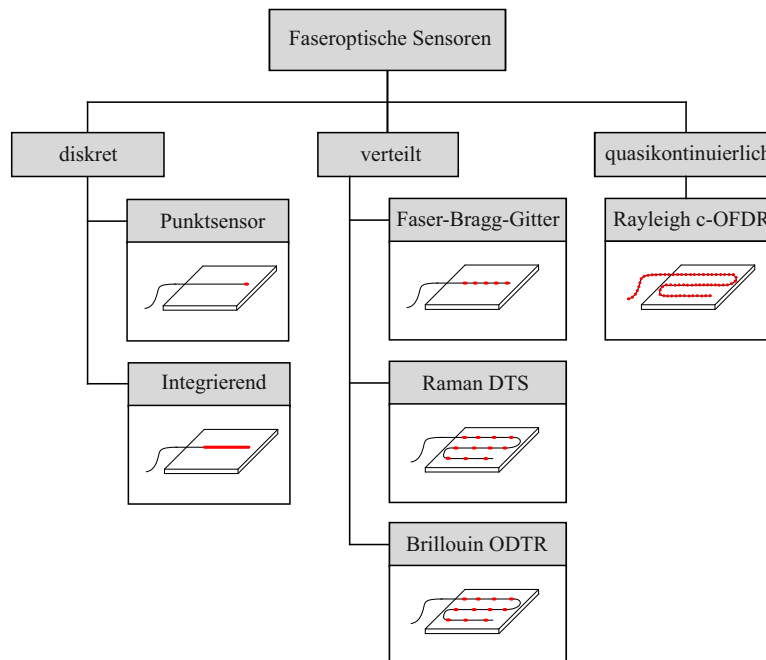 Faseroptische Sensoren
diskret
verteilt
quasikontinuierlich
Punktsensor
Faser-Bragg-Gitter
Rayleigh c-OFDR
Integrierend
Raman DTS
Brillouin ODTR